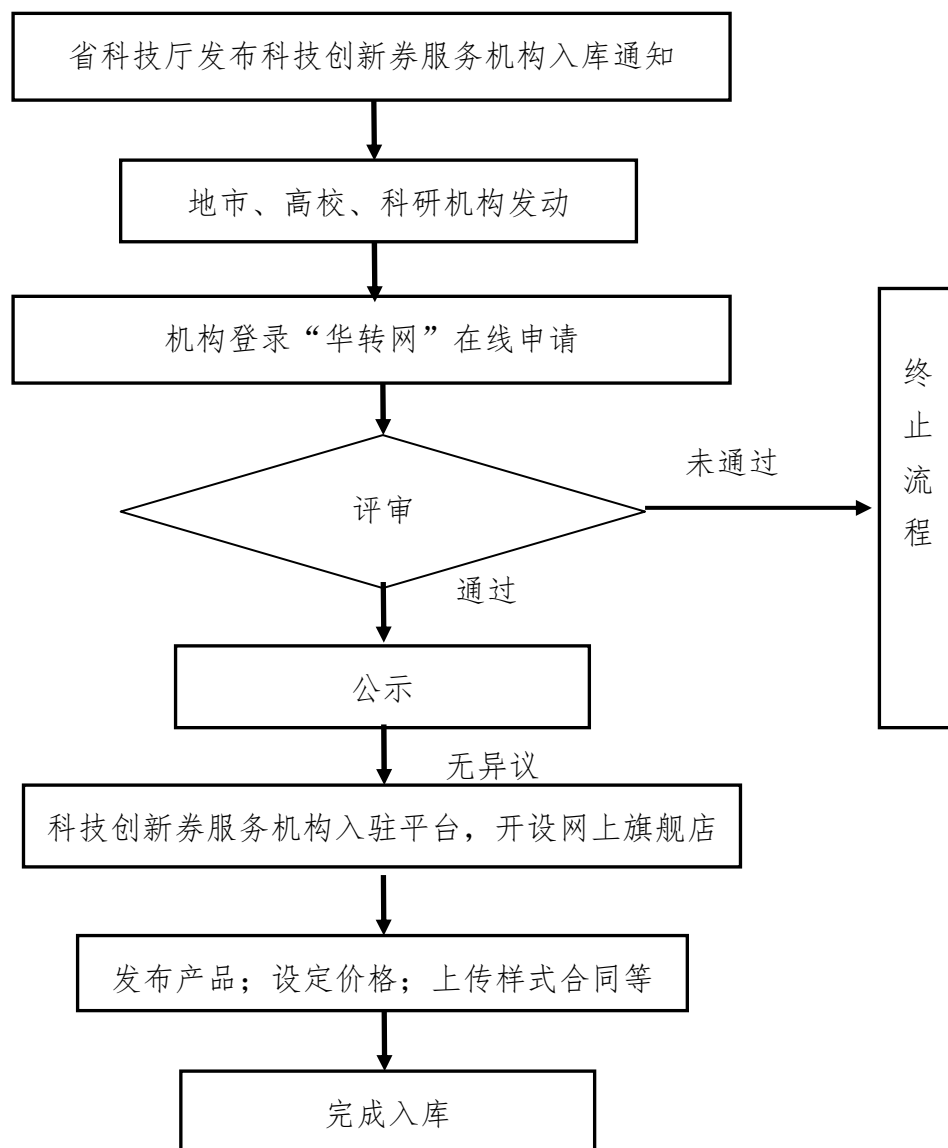 省科技厅发布科技创新券服务机构入库通知
地市、高校、科研机构发动
机构登录“华转网”在线申请
评审
未通过
终
止
流
程
通过
公示
无异议
科技创新券服务机构入驻平台，开设网上旗舰店
发布产品；设定价格；上传样式合同等
完成入库